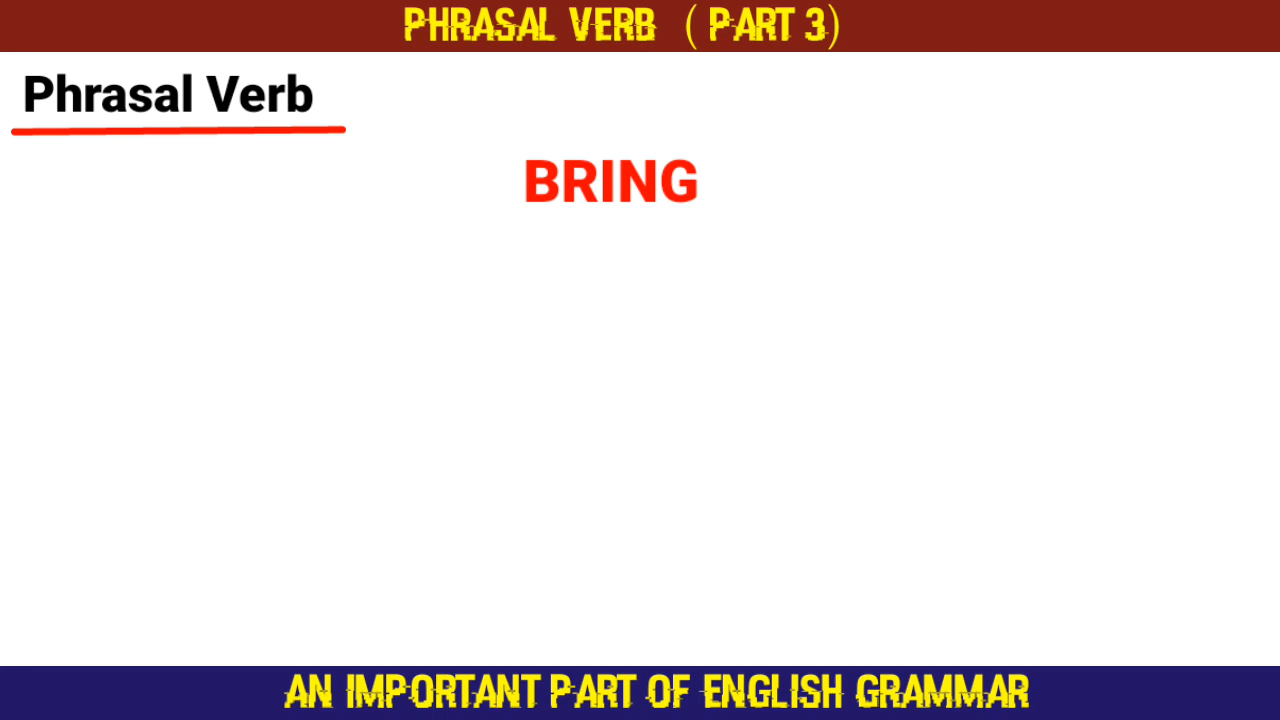 PHRASAL VERB ( PART 3)
Phrasal Verb
BRING
AN IMPORTANT PART OF ENGLISH GRAMMAR